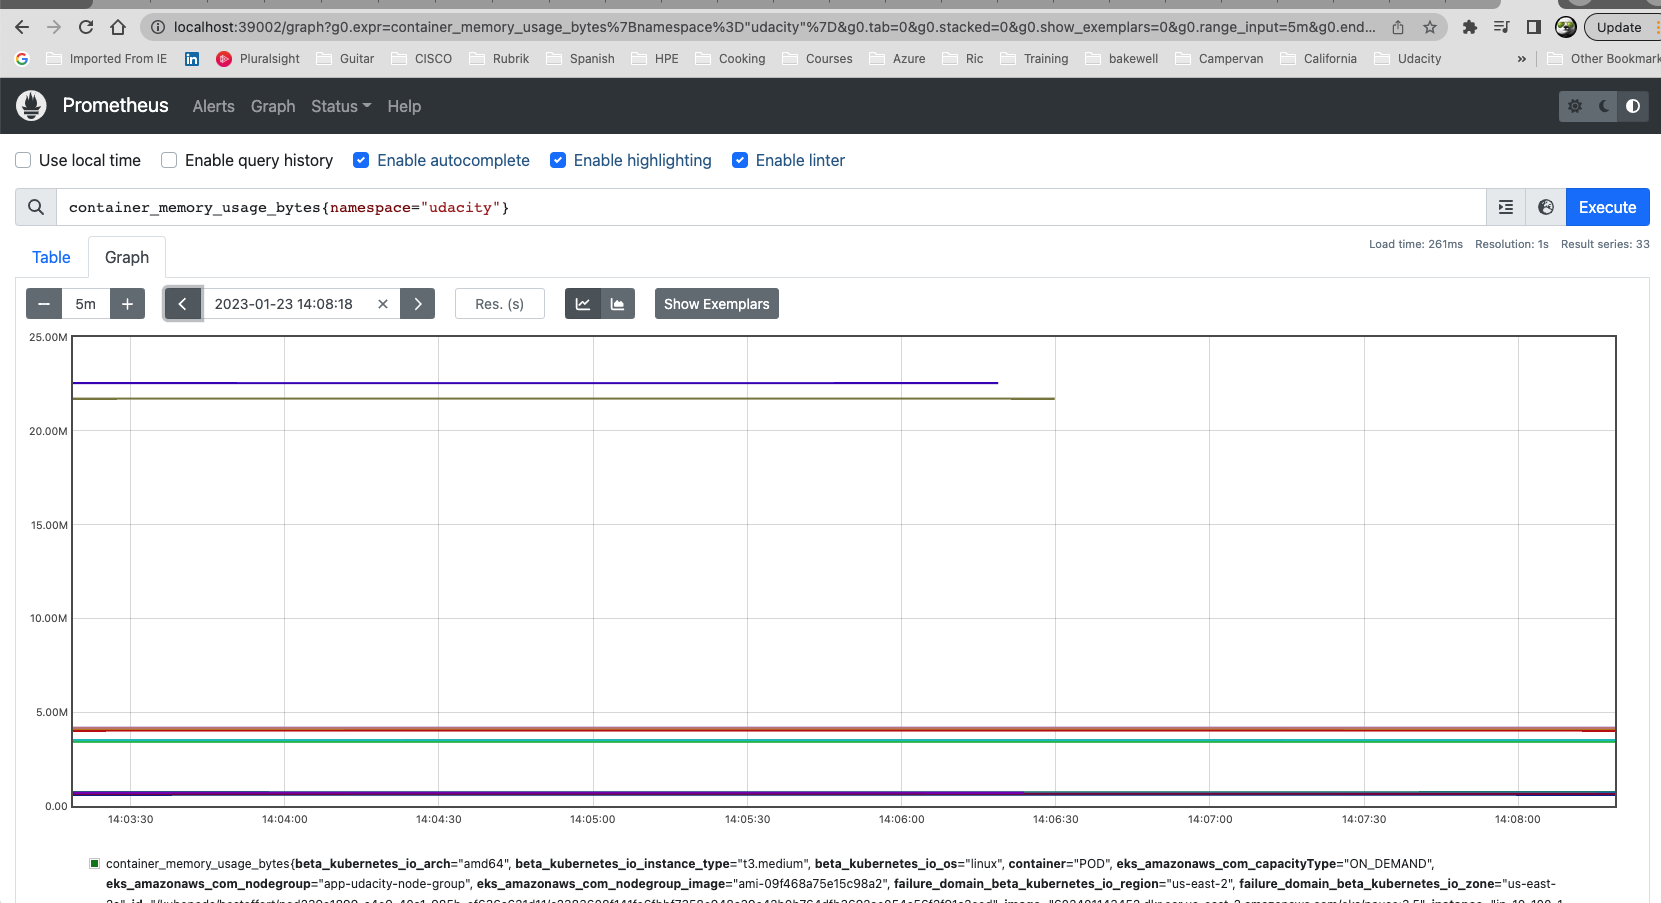 localhost:39002/graph?g0.expr=container_memory_usage_bytes%7Bnamespace%3D"udacity"%7D&g0.tab=0&g0.stacked=0&g0.show_exemplars=0&g0.range_input=5m&g0.end... Update
Imported From IE Pluralsight Guitar CISCO Rubrik Spanish HPE Cooking Courses Azure Ric Training bakewell Campervan California Udacity » Other Bookmark
Prometheus Alerts Graph Status Help
Use local time Enable query history Enable autocomplete Enable highlighting Enable linter
container_memory_usage_bytes{namespace="udacity"} Execute
Table Graph Load time: 261ms Resolution: 1s Result series: 33
− 5m + < 2023-01-23 14:08:18 × > Res. (s) Show Exemplars
25.00M
20.00M
15.00M
10.00M
5.00M
0.00
14:03:30 14:04:00 14:04:30 14:05:00 14:05:30 14:06:00 14:06:30 14:07:00 14:07:30 14:08:00
container_memory_usage_bytes{beta_kubernetes_io_arch="amd64", beta_kubernetes_io_instance_type="t3.medium", beta_kubernetes_io_os="linux", container="POD", eks_amazonaws_com_capacityType="ON_DEMAND",
eks_amazonaws_com_nodegroup="app-udacity-node-group", eks_amazonaws_com_nodegroup_image="ami-09f468a75e15c98a2", failure_domain_beta_kubernetes_io_region="us-east-2", failure_domain_beta_kubernetes_io_zone="us-east-